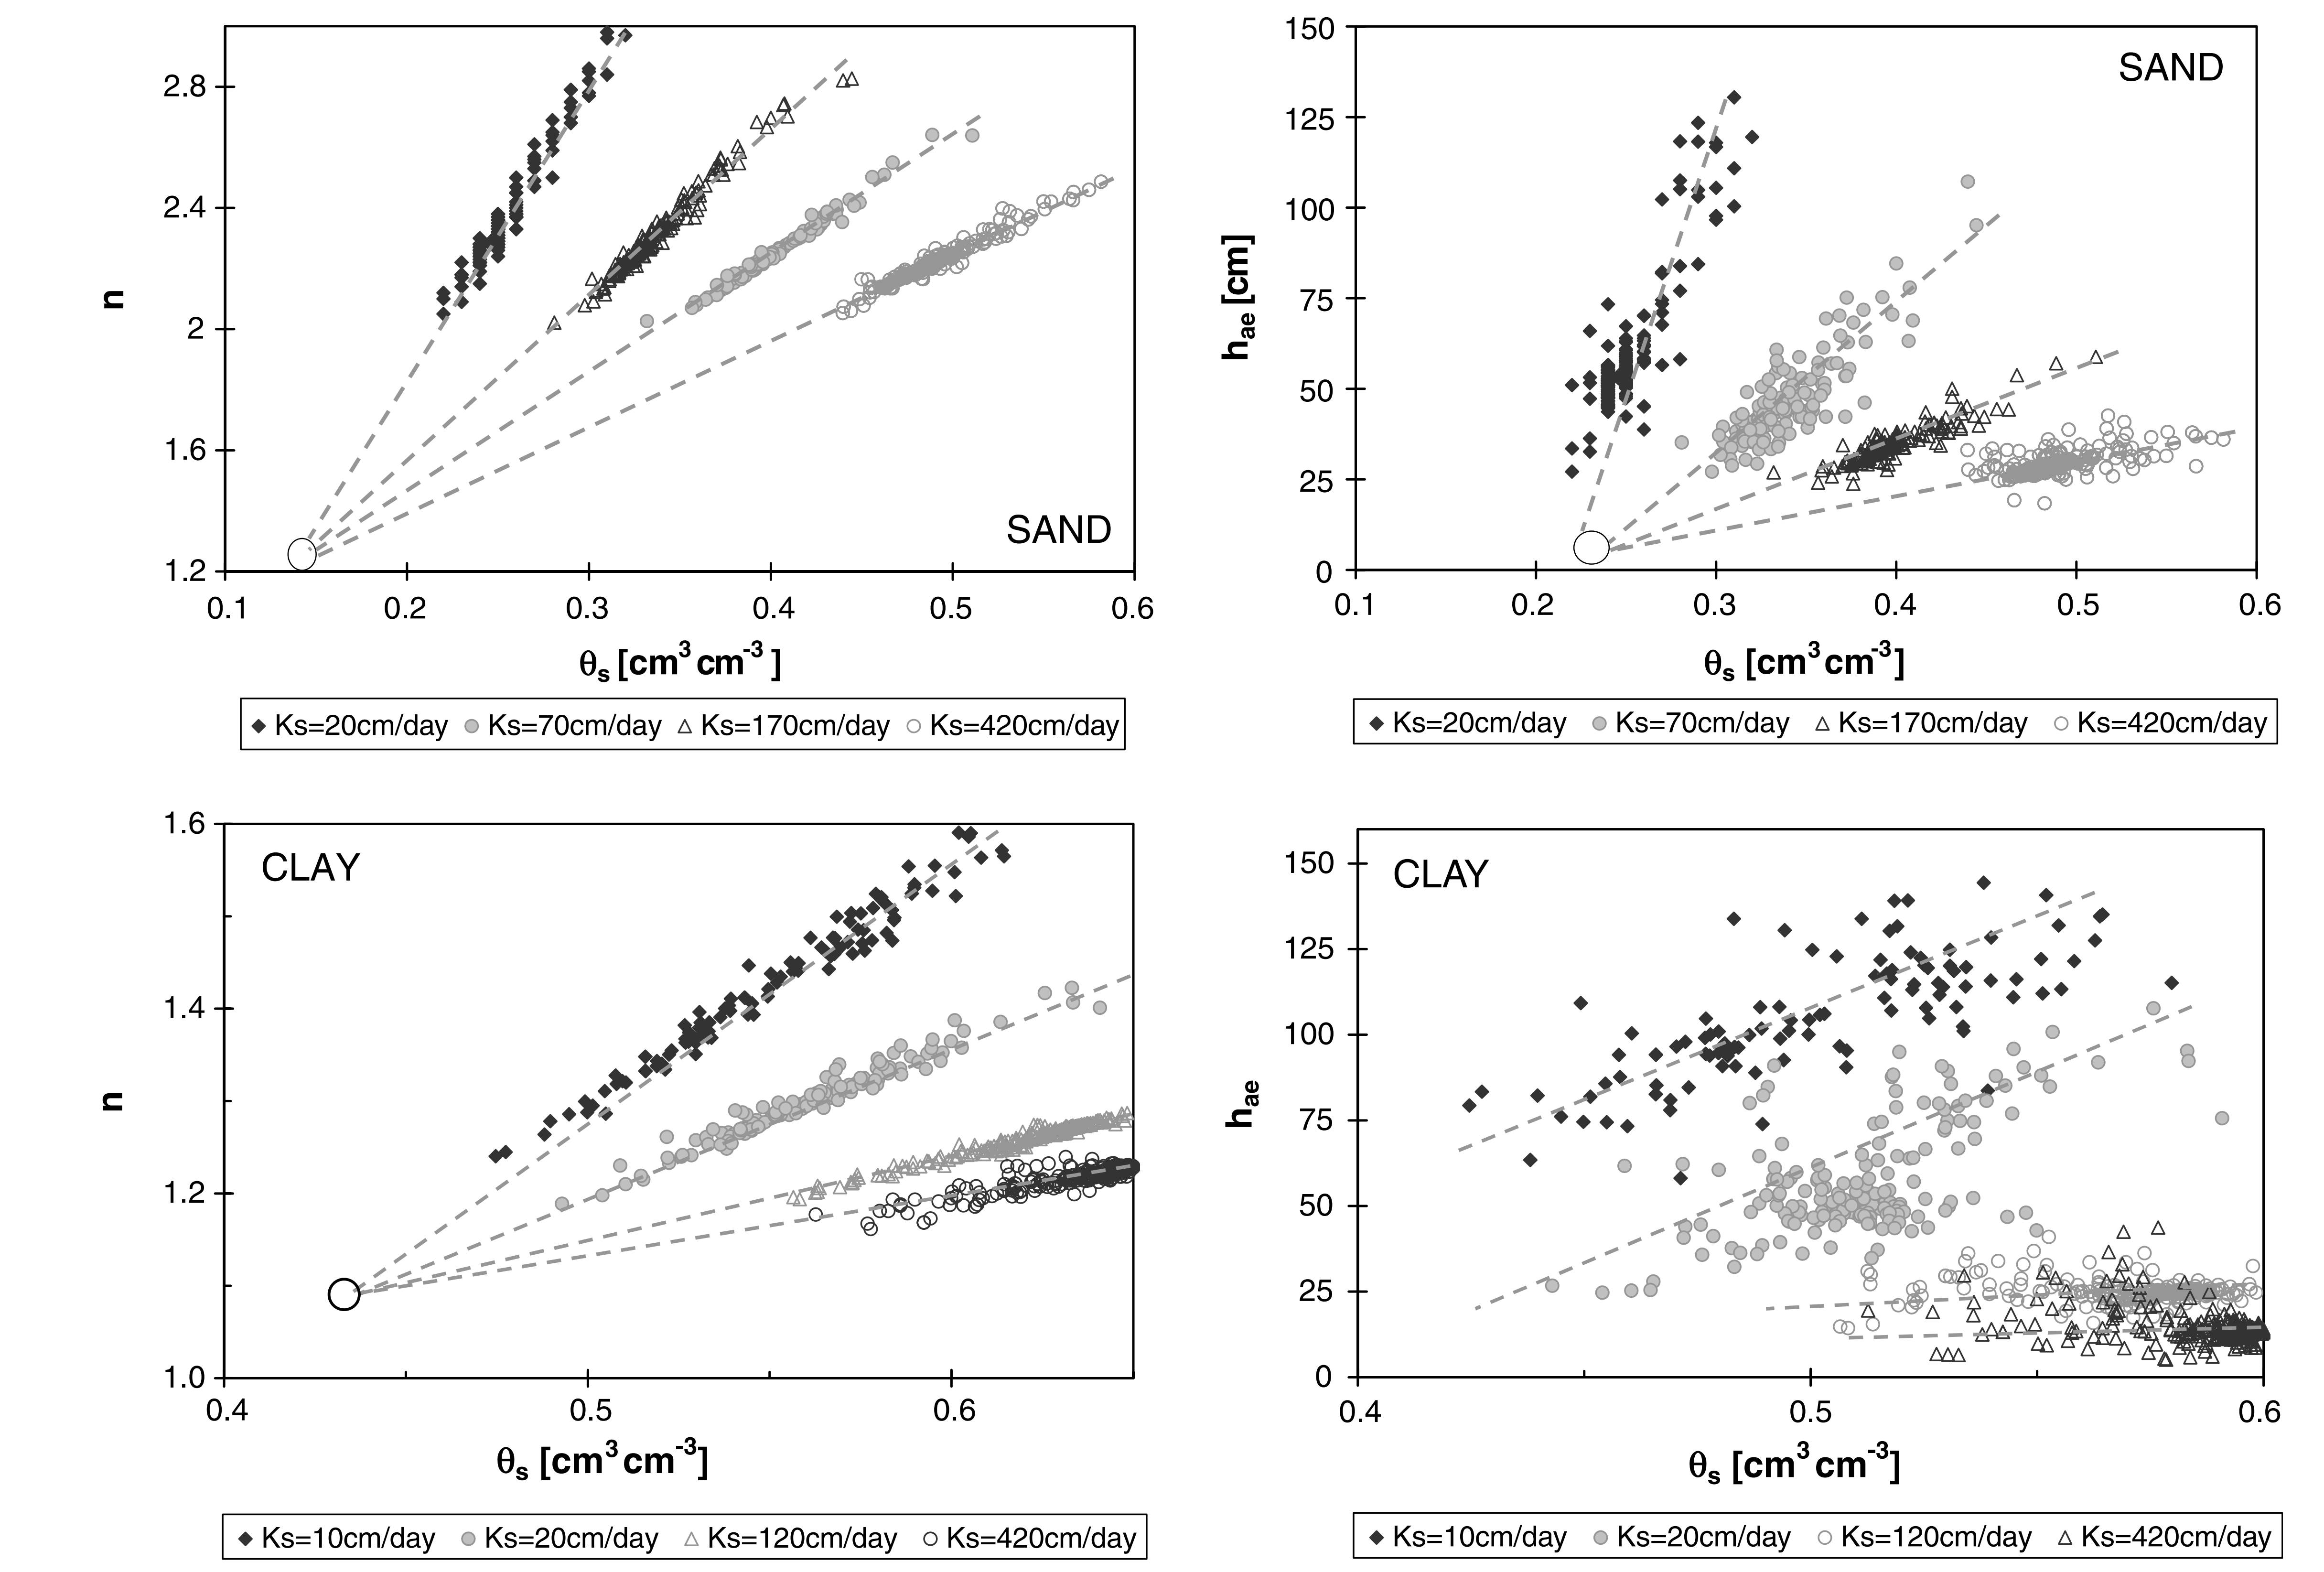 SAND
n
2.8
2.4
2
1.6
1.2
0.1 0.2 0.3 0.4 0.5 0.6
θs [cm3 cm-3 ]
◆ Ks=20cm/day ● Ks=70cm/day △ Ks=170cm/day ○ Ks=420cm/day
SAND
hae [cm]
150
125
100
75
50
25
0
0.1 0.2 0.3 0.4 0.5 0.6
θs [cm3 cm-3]
◆ Ks=20cm/day ● Ks=70cm/day △ Ks=170cm/day ○ Ks=420cm/day
CLAY
n
1.6
1.4
1.2
1.0
0.4 0.5 0.6
θs [cm3 cm-3]
◆ Ks=10cm/day ● Ks=20cm/day △ Ks=120cm/day ○ Ks=420cm/day
CLAY
hae
150
125
100
75
50
25
0
0.4 0.5 0.6
θs [cm3 cm-3]
◆ Ks=10cm/day ● Ks=20cm/day ○ Ks=120cm/day △ Ks=420cm/day